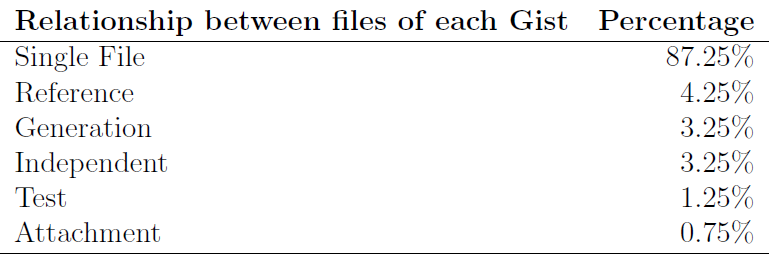 Relationship between files of each Gist Percentage
Single File 87.25%
Reference 4.25%
Generation 3.25%
Independent 3.25%
Test 1.25%
Attachment 0.75%